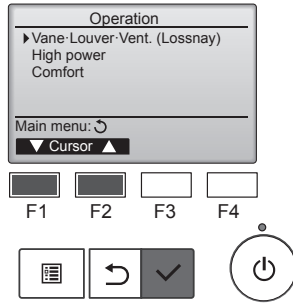 Operation
▶Vane·Louver·Vent. (Lossnay)
High power
Comfort
Main menu:
▼ Cursor ▲
F1 F2 F3 F4